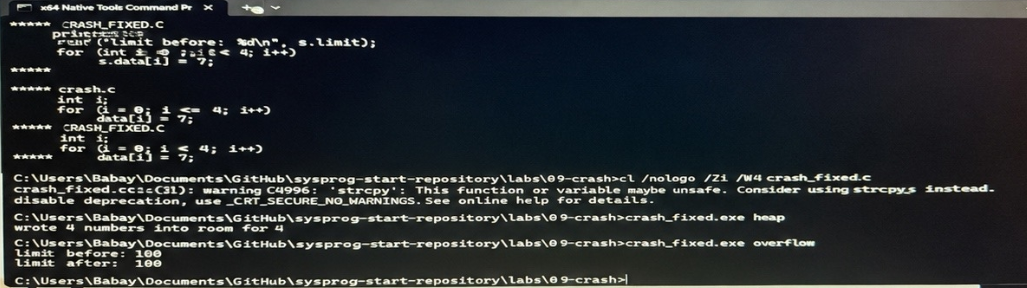 x64 Native Tools Command Pr
***** CRASH_FIXED.C
("limit before: %d\n", s.limit);
for (int i < 4; i++)
s.data[i] = 7;
*****
***** crash.c
int i;
for (i = 0; i <= 4; i++)
data[i] = 7;
***** CRASH_FIXED.C
int i;
for (i = 0; i < 4; i++)
***** data[i] = 7;
C:\Users\Babay\Documents\GitHub\sysprog-start-repository\labs\09-crash>cl /nologo /Zi /W4 crash_fixed.c
(31): warning C4996: 'strcpy': This function or variable maybe unsafe. Consider using strcpy_s instead.
disable deprecation, use _CRT_SECURE_NO_WARNINGS. See online help for details.
C:\Users\Babay\Documents\GitHub\sysprog-start-repository\labs\09-crash>crash_fixed.exe heap
wrote 4 numbers into room for 4
C:\Users\Babay\Documents\GitHub\sysprog-start-repository\labs\09-crash>crash_fixed.exe overflow
limit before: 100
limit after: 100
C:\Users\Babay\Documents\GitHub\sysprog-start-repository\labs\09-crash>